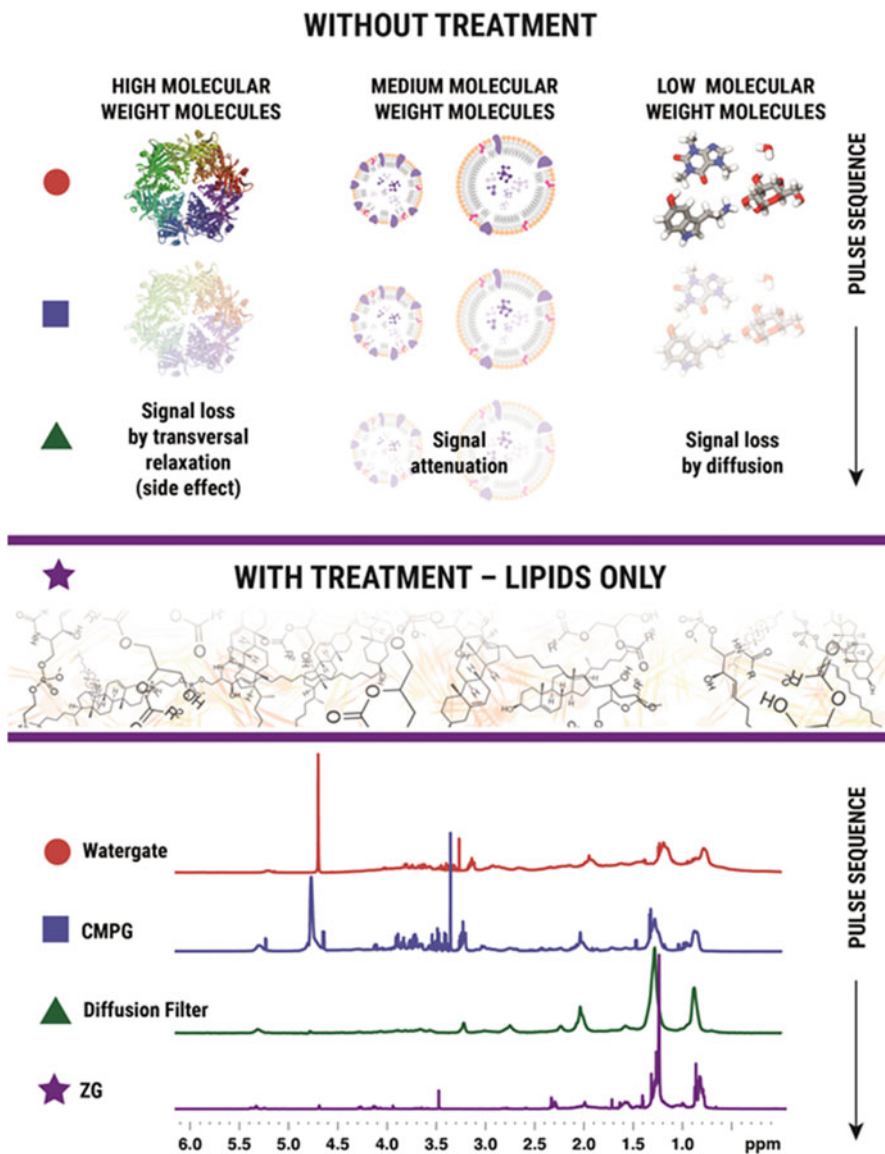 WITHOUT TREATMENT
HIGH MOLECULAR
WEIGHT MOLECULES
MEDIUM MOLECULAR
WEIGHT MOLECULES
LOW MOLECULAR
WEIGHT MOLECULES
PULSE SEQUENCE
Signal loss
by transversal
relaxation
(side effect)
Signal
attenuation
Signal loss
by diffusion
WITH TREATMENT – LIPIDS ONLY
Watergate
CMPG
Diffusion Filter
ZG
PULSE SEQUENCE
6.0 5.5 5.0 4.5 4.0 3.5 3.0 2.5 2.0 1.5 1.0 ppm